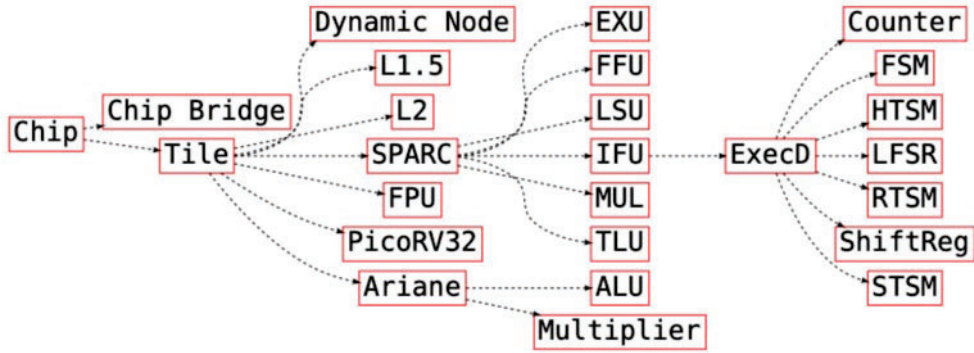 Chip
Chip Bridge
Tile
Dynamic Node
L1.5
L2
SPARC
FPU
PicoRV32
Ariane
EXU
FFU
LSU
IFU
MUL
TLU
ALU
Multiplier
ExecD
Counter
FSM
HTSM
LFSR
RTSM
ShiftReg
STSM